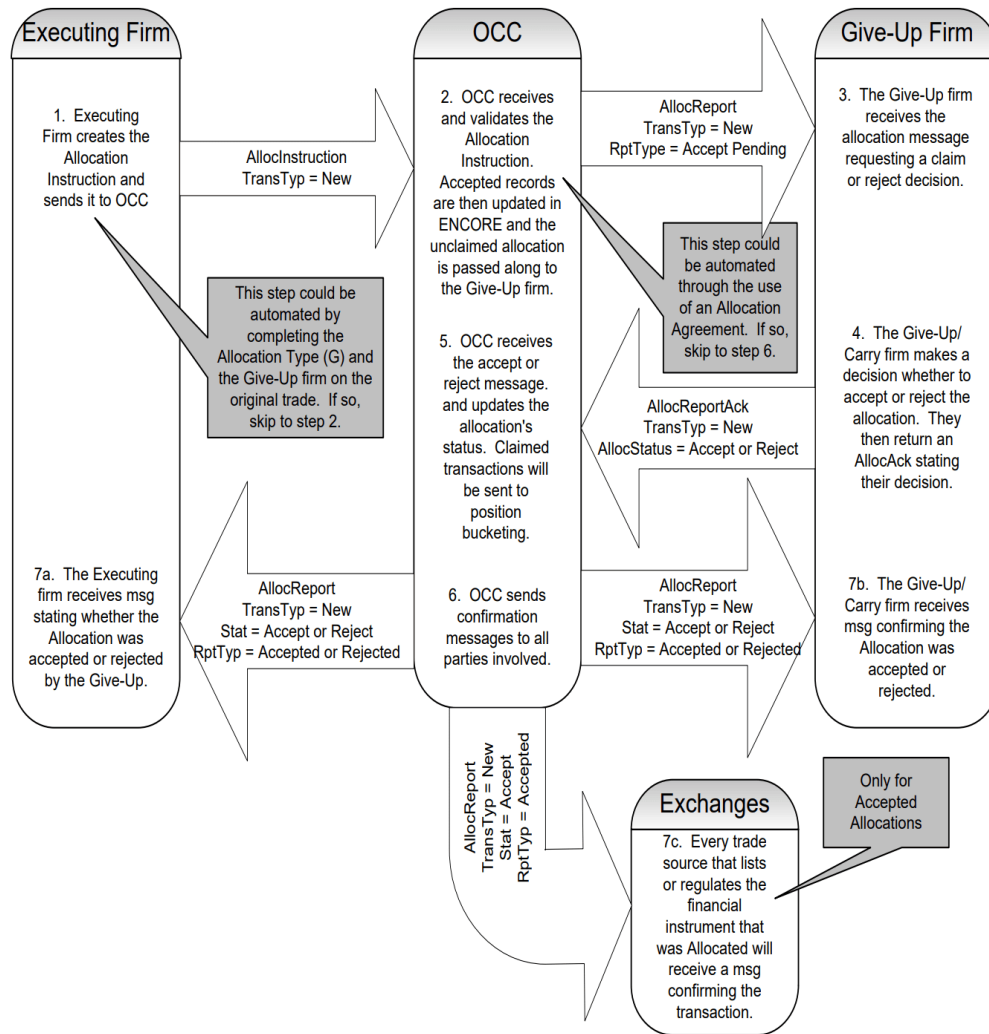 Executing Firm
OCC
Give-Up Firm
1. Executing
Firm creates the
Allocation
Instruction and
sends it to OCC
AllocInstruction
TransTyp = New
2. OCC receives
and validates the
Allocation
Instruction.
Accepted records
are then updated in
ENCORE and the
unclaimed allocation
is passed along to
the Give-Up firm.
AllocReport
TransTyp = New
RptType = Accept Pending
3. The Give-Up firm
receives the
allocation message
requesting a claim
or reject decision.
This step could be
automated by
completing the
Allocation Type (G) and
the Give-Up firm on the
original trade. If so,
skip to step 2.
This step could
be automated
through the use
of an Allocation
Agreement. If so,
skip to step 6.
4. The Give-Up/
Carry firm makes a
decision whether to
accept or reject the
allocation. They
then return an
AllocAck stating
their decision.
AllocReportAck
TransTyp = New
AllocStatus = Accept or Reject
5. OCC receives
the accept or
reject message.
and updates the
allocation's
status. Claimed
transactions will
be sent to
position
bucketing.
6. OCC sends
confirmation
messages to all
parties involved.
AllocReport
TransTyp = New
Stat = Accept or Reject
RptTyp = Accepted or Rejected
7a. The Executing
firm receives msg
stating whether the
Allocation was
accepted or rejected
by the Give-Up.
AllocReport
TransTyp = New
Stat = Accept or Reject
RptTyp = Accepted or Rejected
7b. The Give-Up/
Carry firm receives
msg confirming the
Allocation was
accepted or
rejected.
AllocReport
TransTyp = New
Stat = Accept
RptTyp = Accepted
Exchanges
7c. Every trade
source that lists
or regulates the
financial
instrument that
was Allocated will
receive a msg
confirming the
transaction.
Only for
Accepted
Allocations